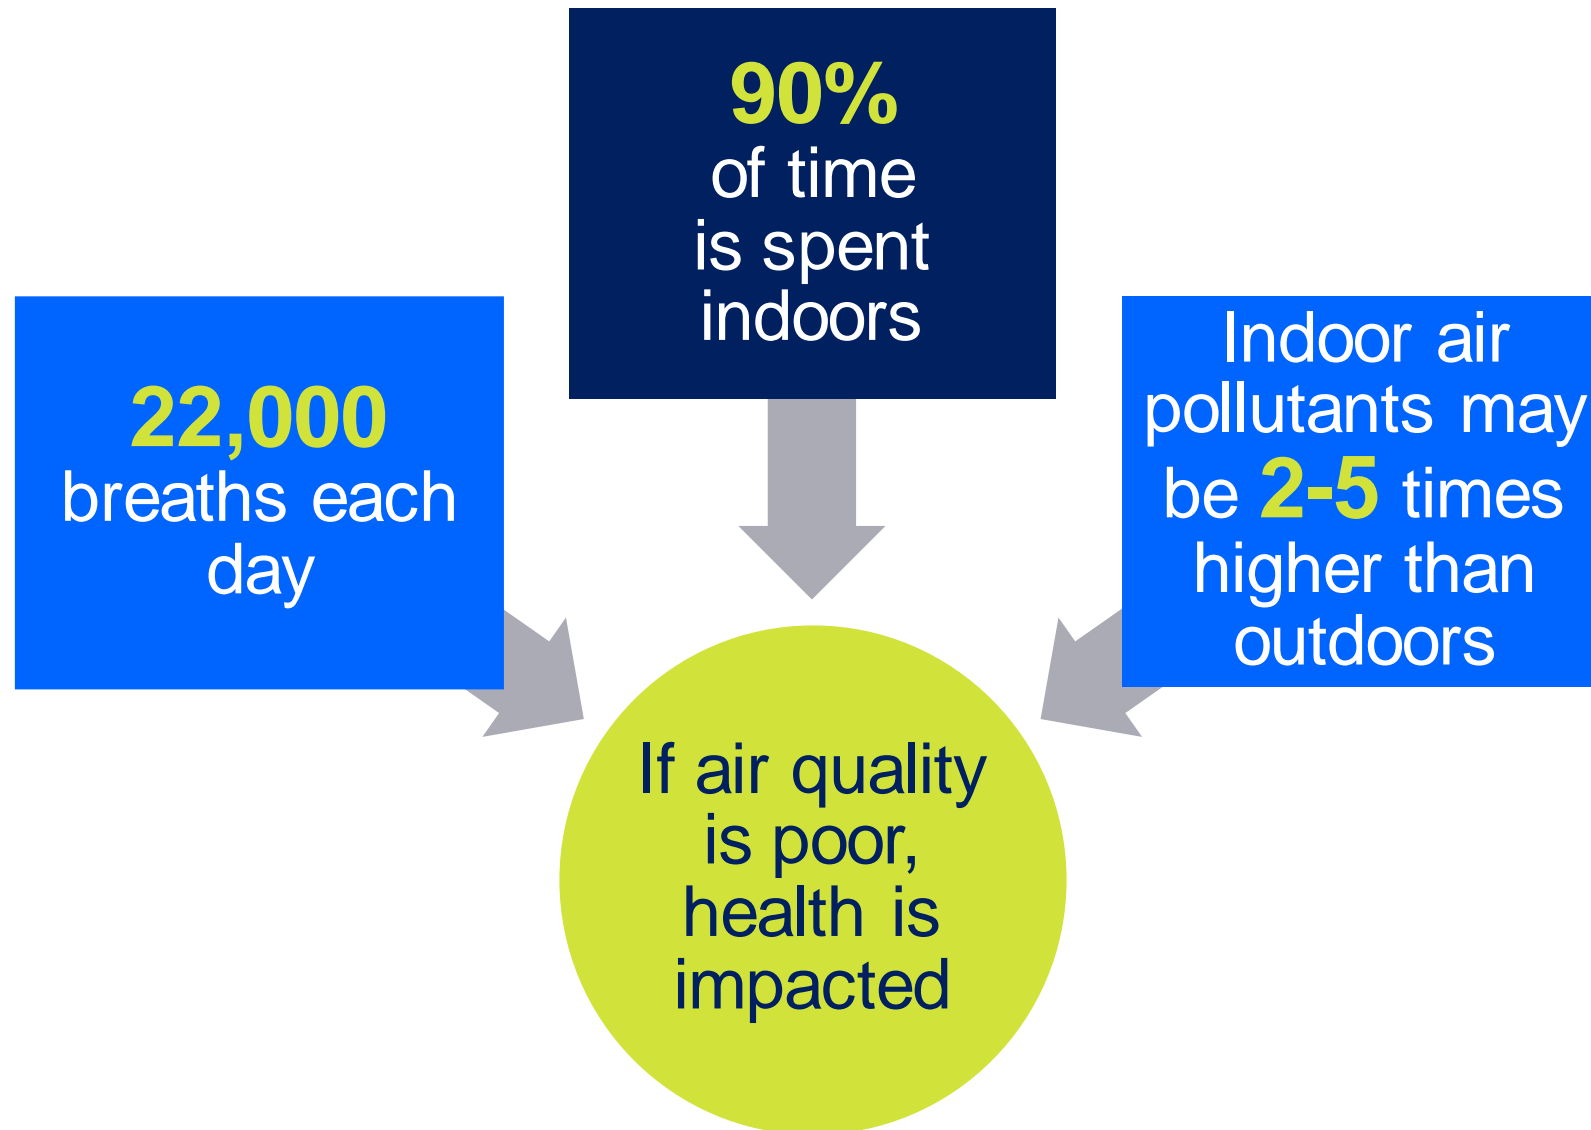 90%
of time
is spent
indoors
22,000
breaths each
day
Indoor air
pollutants may
be 2-5 times
higher than
outdoors
If air quality
is poor,
health is
impacted